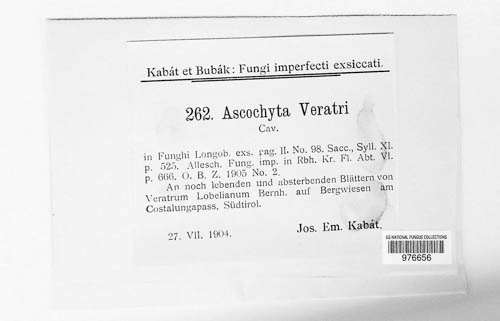 Kabát et Bubák: Fungi imperfecti exsiccati.
262. Ascochyta Veratri
Cav.
in Funghi Longob. exs. pag. II. No. 98. Sacc., Syll. XI.
p. 525. Allesch. Fung. imp. in Rbh. Kr. Fl. Abt. VI.
p. 666. O. B. Z. 1905 No. 2.
An noch lebenden und absterbenden Blättern von
Veratrum Lobelianum Bernh. auf Bergwiesen am
Costalungapass, Südtirol.
27. VII. 1904.
Jos. Em. Kabát.
US NATIONAL FUNGUS COLLECTIONS
976656